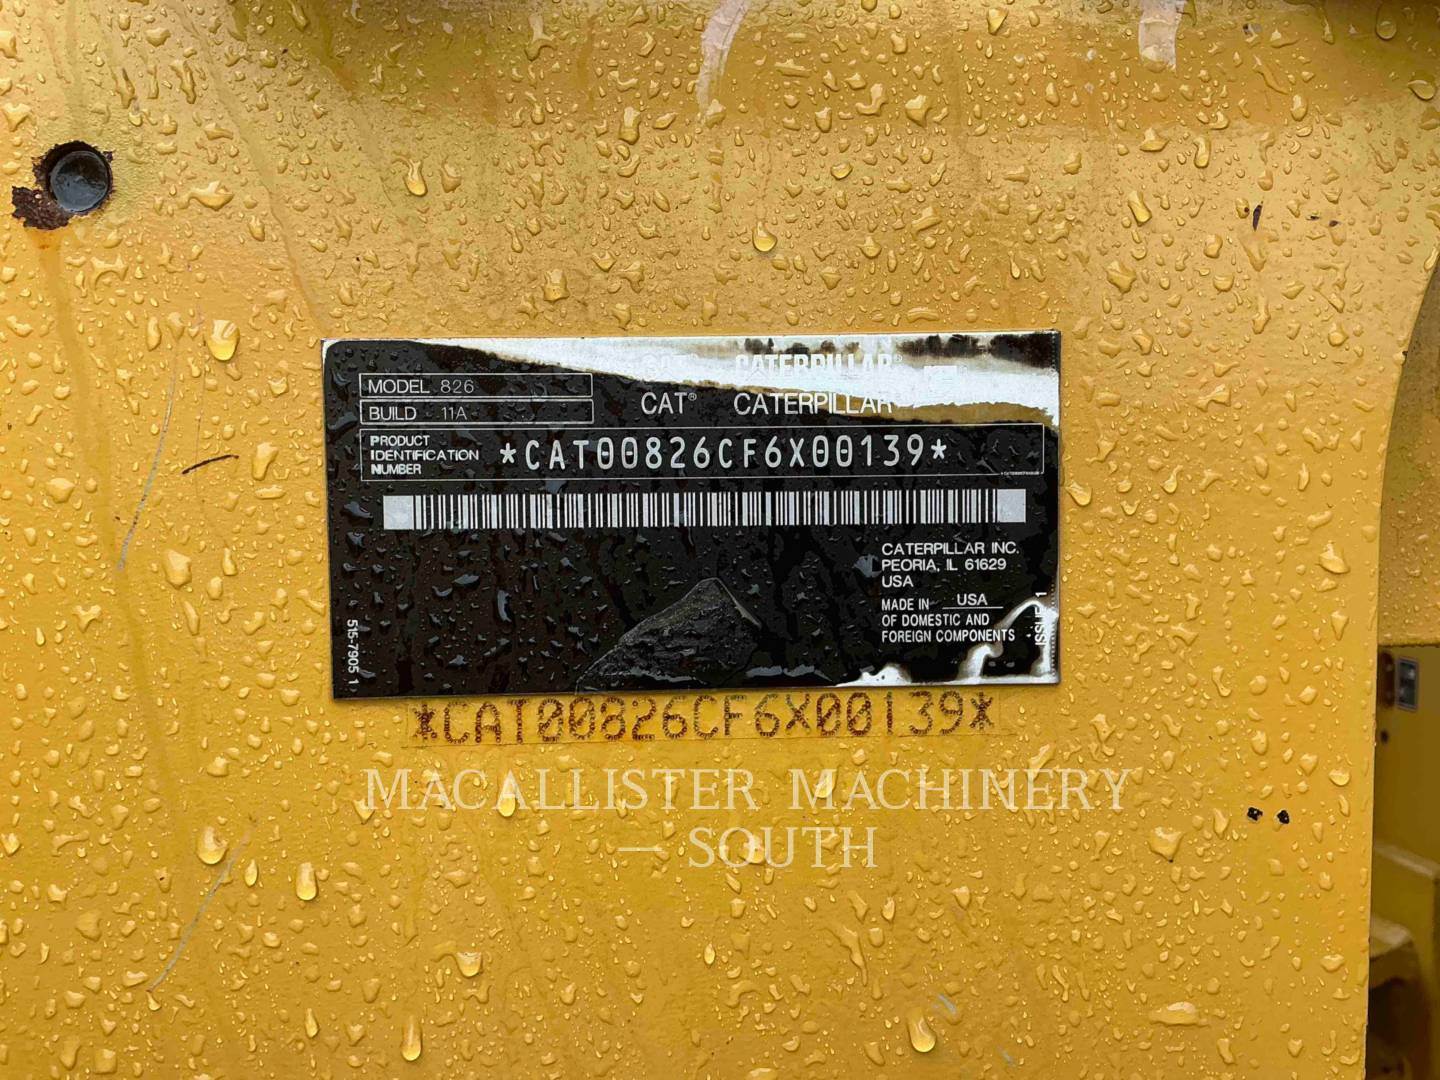 CAT® CATERPILLAR®
MODEL 826
BUILD 11A
CAT® CATERPILLAR
PRODUCT
IDENTIFICATION
NUMBER
*CAT00826CF6X00139*
CATERPILLAR INC.
PEORIA, IL 61629
USA
MADE IN USA
OF DOMESTIC AND
FOREIGN COMPONENTS
515-7905 1
*CAT00826CF6X00139*
MACALLISTER MACHINERY
— SOUTH